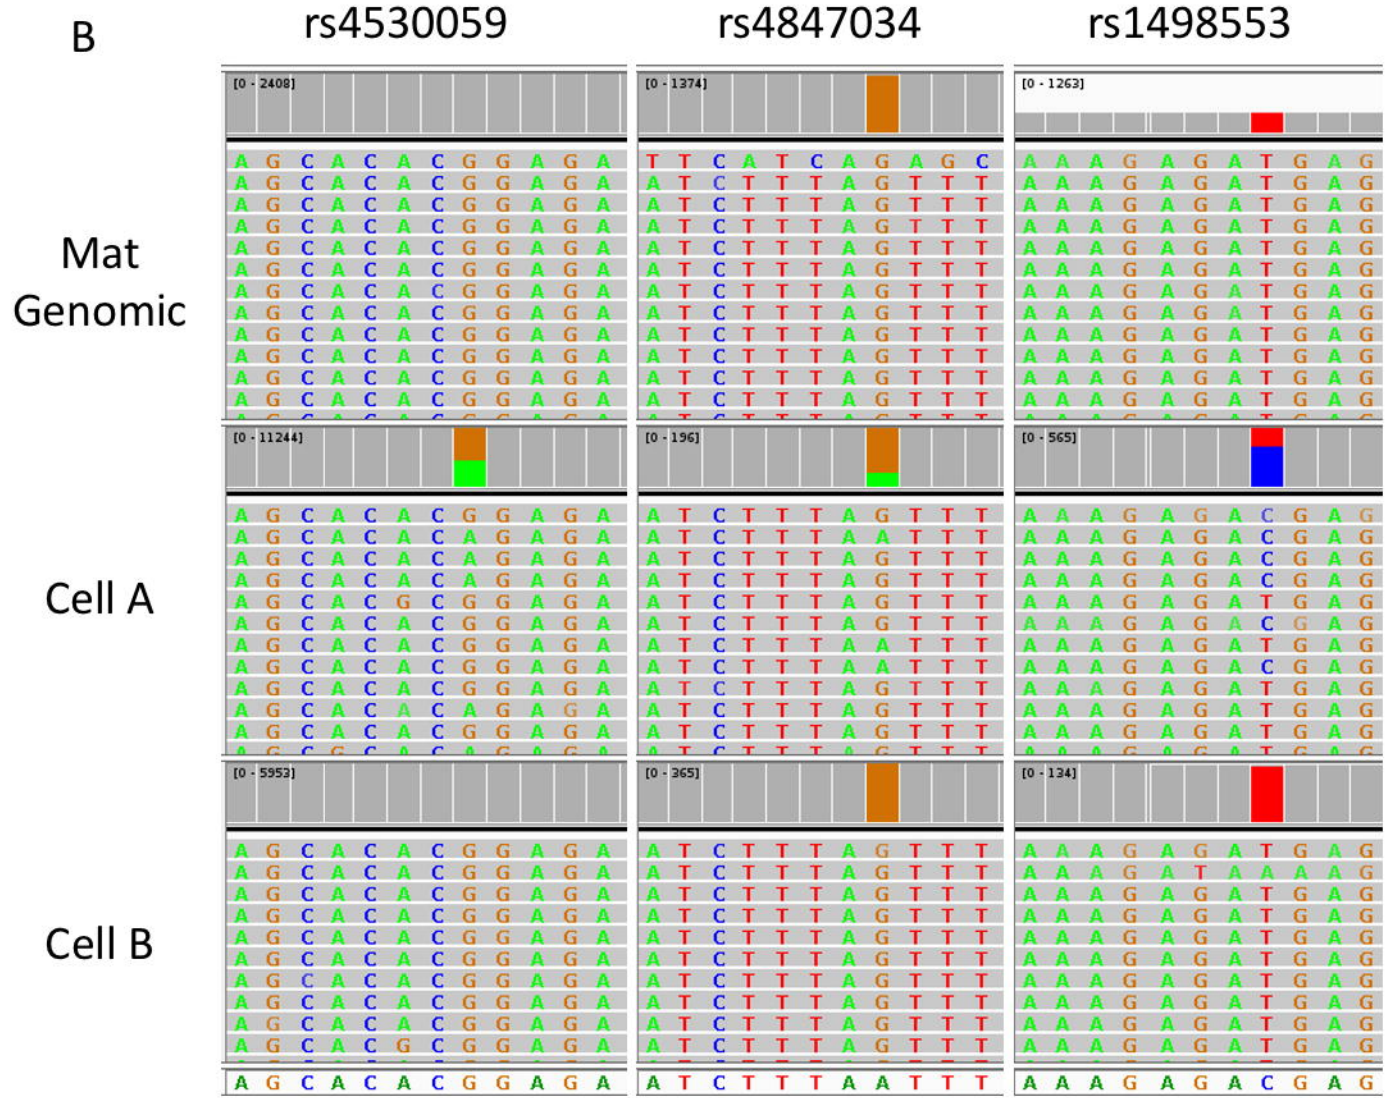 B rs4530059 rs4847034 rs1498553
[0 - 2408] [0 - 1374] [0 - 1263]
Mat
Genomic
A G C A C A C G G A G A T T C A T C A G A G C A A A G A G A T G A G
A G C A C A C G G A G A A T C T T T A G T T T A A A G A G A T G A G
A G C A C A C G G A G A A T C T T T A G T T T A A A G A G A T G A G
A G C A C A C G G A G A A T C T T T A G T T T A A A G A G A T G A G
A G C A C A C G G A G A A T C T T T A G T T T A A A G A G A T G A G
A G C A C A C G G A G A A T C T T T A G T T T A A A G A G A T G A G
A G C A C A C G G A G A A T C T T T A G T T T A A A G A G A T G A G
A G C A C A C G G A G A A T C T T T A G T T T A A A G A G A T G A G
A G C A C A C G G A G A A T C T T T A G T T T A A A G A G A T G A G
A G C A C A C G G A G A A T C T T T A G T T T A A A G A G A T G A G
A G C A C A C G G A G A A T C T T T A G T T T A A A G A G A T G A G
A G C A C A C G G A G A A T C T T T A G T T T A A A G A G A T G A G
[0 - 11244] [0 - 196] [0 - 565]
Cell A
A G C A C A C G G A G A A T C T T T A G T T T A A A G A G A C G A G
A G C A C A C A G A G A A T C T T T A A T T T A A A G A G A C G A G
A G C A C A C A G A G A A T C T T T A G T T T A A A G A G A C G A G
A G C A C A C A G A G A A T C T T T A G T T T A A A G A G A C G A G
A G C A C G C G G A G A A T C T T T A G T T T A A A G A G A T G A G
A G C A C A C G G A G A A T C T T T A G T T T A A A G A G A C G A G
A G C A C A C G G A G A A T C T T T A A T T T A A A G A G A T G A G
A G C A C A C G G A G A A T C T T T A A T T T A A A G A G A C G A G
A G C A C A C G G A G A A T C T T T A G T T T A A A G A G A T G A G
A G C A C A C A G A G A A T C T T T A G T T T A A A G A G A T G A G
A G C A C A C G G A G A A T C T T T A G T T T A A A G A G A T G A G
[0 - 5953] [0 - 365] [0 - 134]
Cell B
A G C A C A C G G A G A A T C T T T A G T T T A A A G A G A T G A G
A G C A C A C G G A G A A T C T T T A G T T T A A A G A T A A A A G
A G C A C A C G G A G A A T C T T T A G T T T A A A G A G A T G A G
A G C A C A C G G A G A A T C T T T A G T T T A A A G A G A T G A G
A G C A C A C G G A G A A T C T T T A G T T T A A A G A G A T G A G
A G C A C A C G G A G A A T C T T T A G T T T A A A G A G A T G A G
A G C A C A C G G A G A A T C T T T A G T T T A A A G A G A T G A G
A G C A C A C G G A G A A T C T T T A G T T T A A A G A G A T G A G
A G C A C A C G G A G A A T C T T T A G T T T A A A G A G A T G A G
A G C A C G C G G A G A A T C T T T A G T T T A A A G A G A T G A G
A G C A C A C G G A G A A T C T T T A A T T T A A A G A G A C G A G